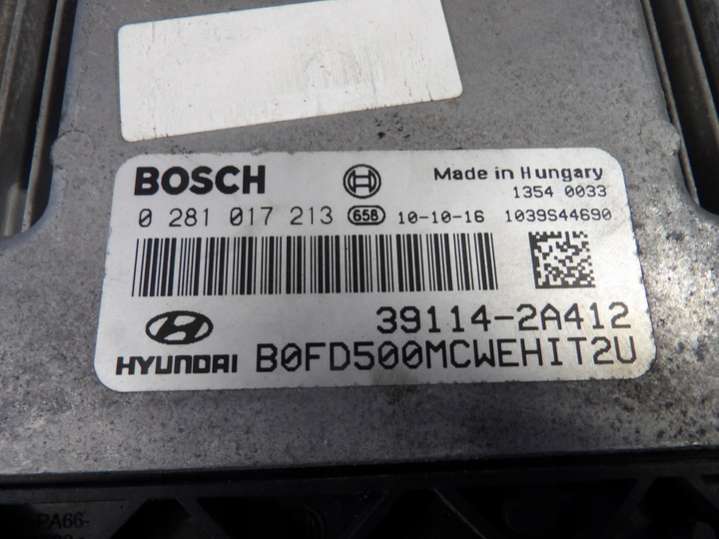 BOSCH
Made in Hungary
1354 0033
0 281 017 213 658 10-10-16 1039S44690
39114-2A412
HYUNDAI B0FD500MCWEHIT2U
PA66-